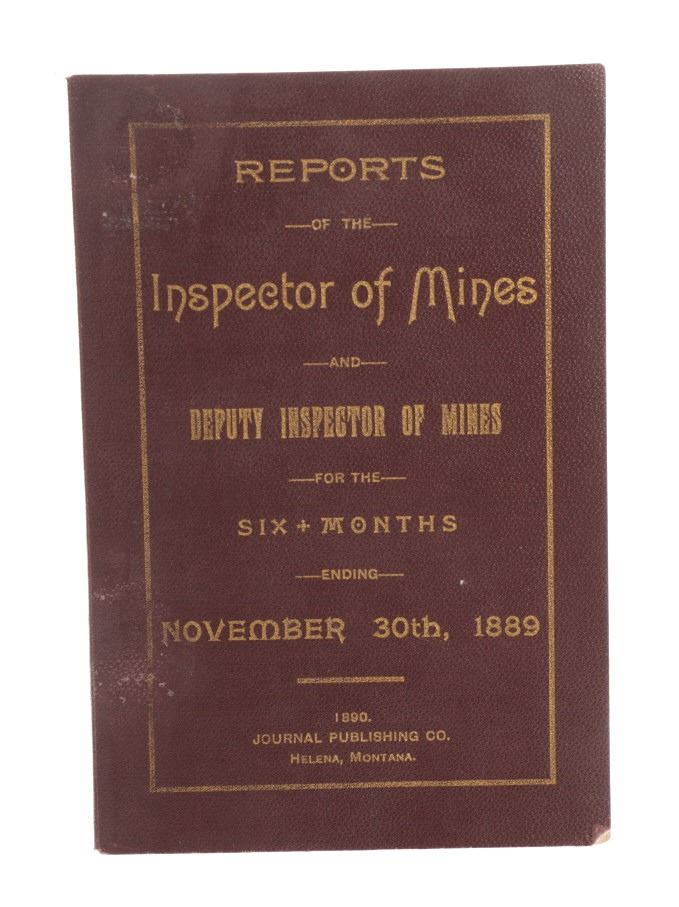 REPORTS
—OF THE—
Inspector of Mines
—AND—
DEPUTY INSPECTOR OF MINES
—FOR THE—
SIX + MONTHS
—ENDING—
NOVEMBER 30th, 1889
1890.
JOURNAL PUBLISHING CO.
HELENA, MONTANA.